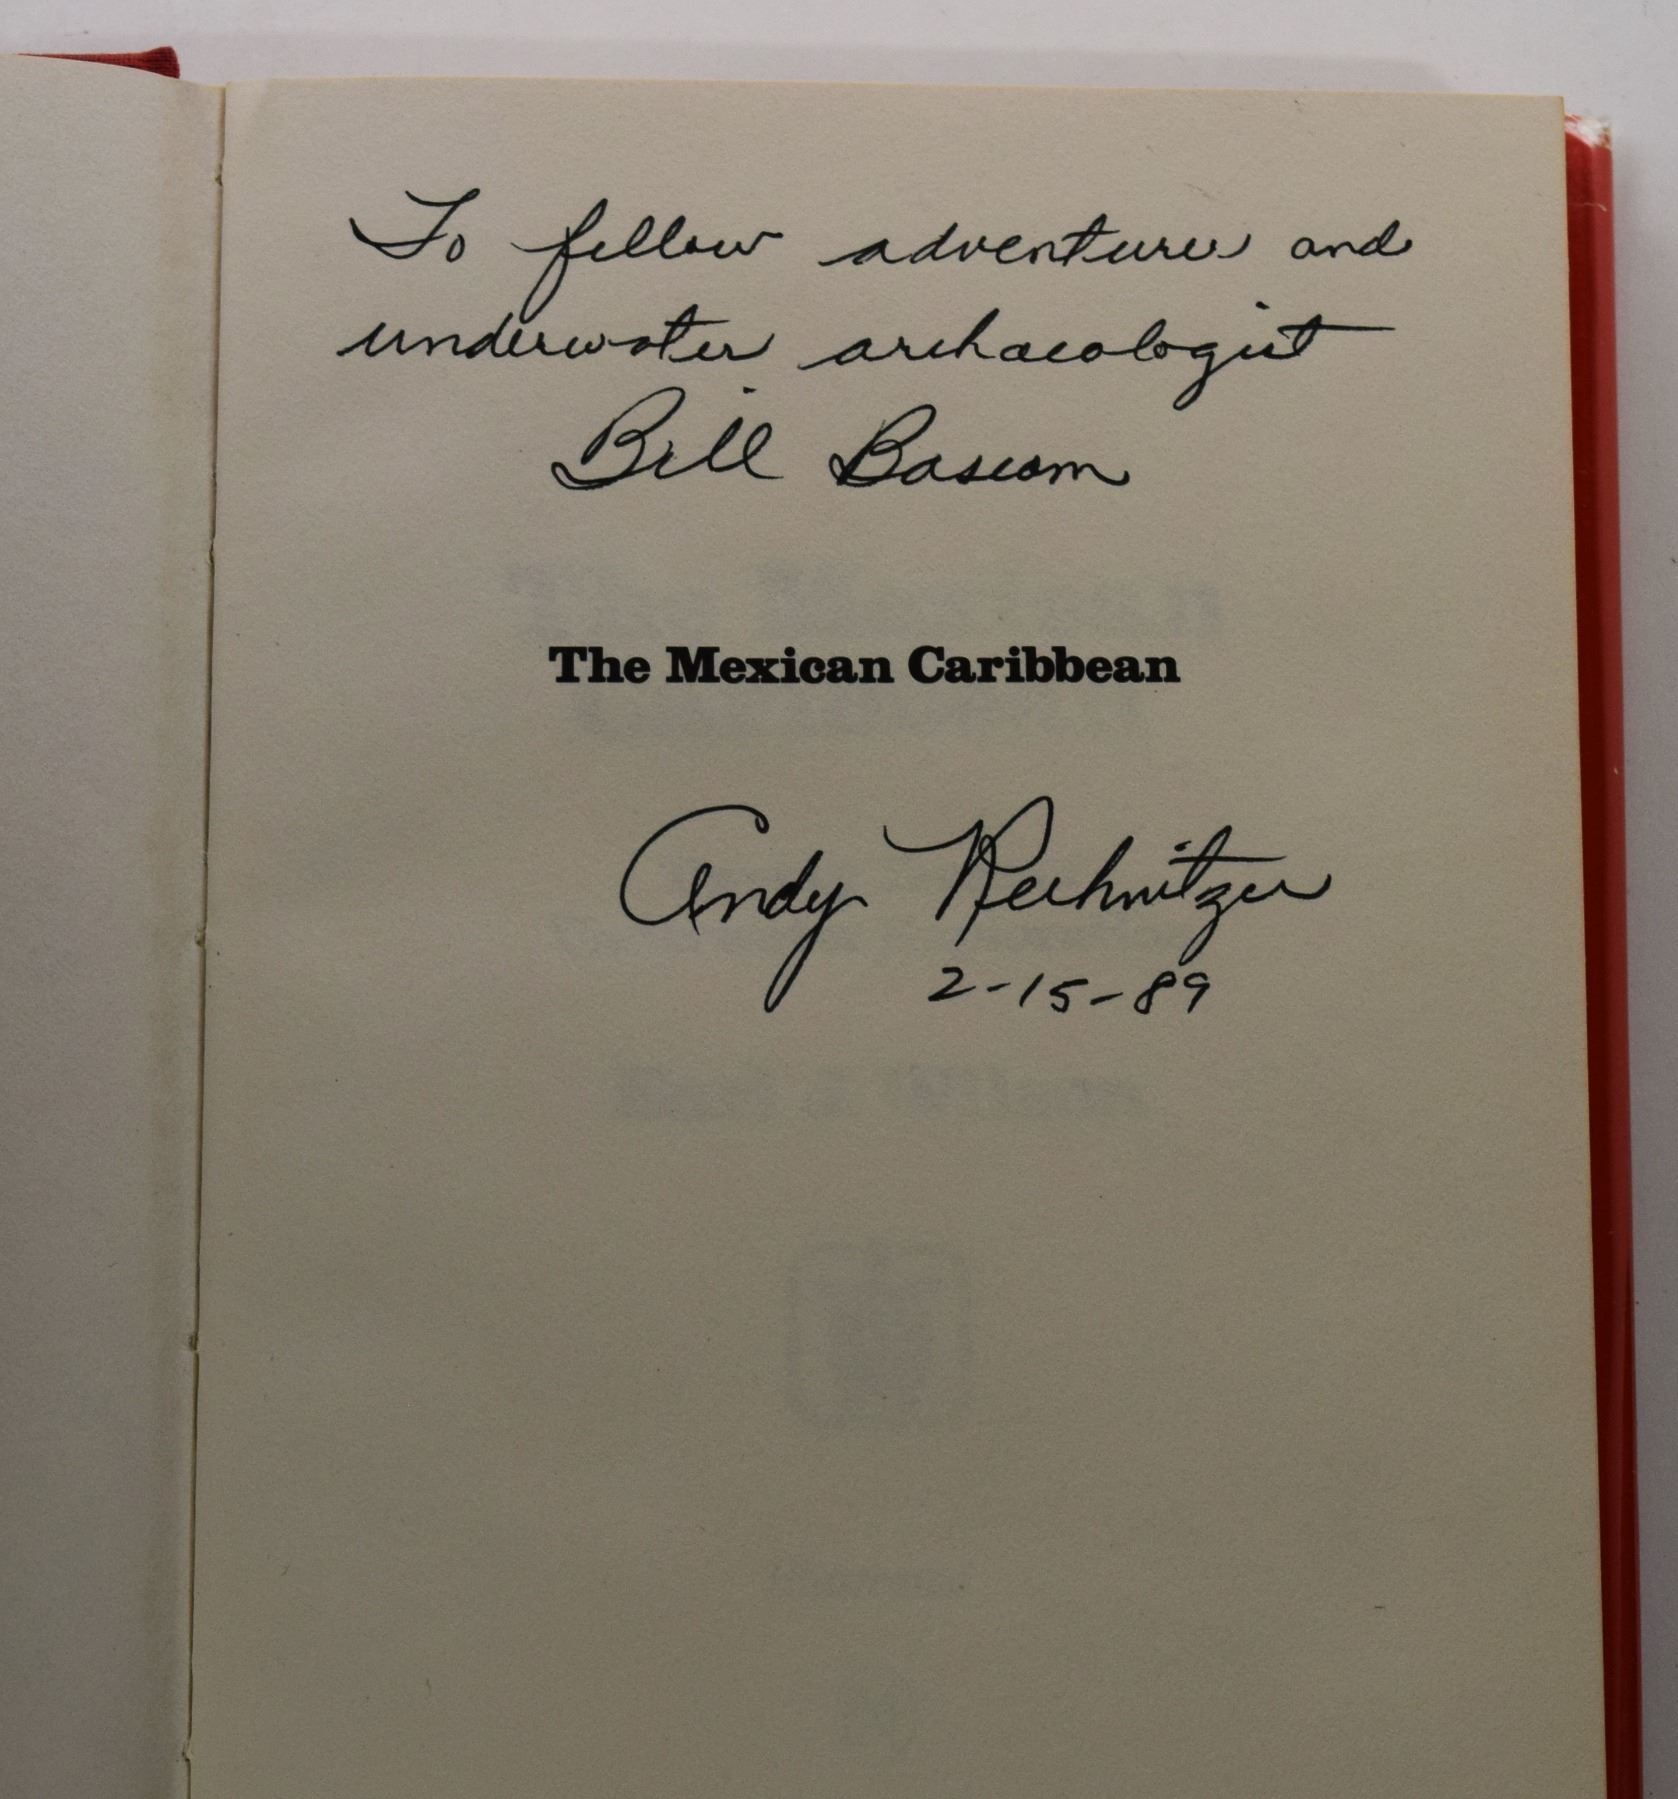 To fellow adventurer and
underwater archaeologist
Bill Bascom
The Mexican Caribbean
Andy Rechnitzer
2-15-89